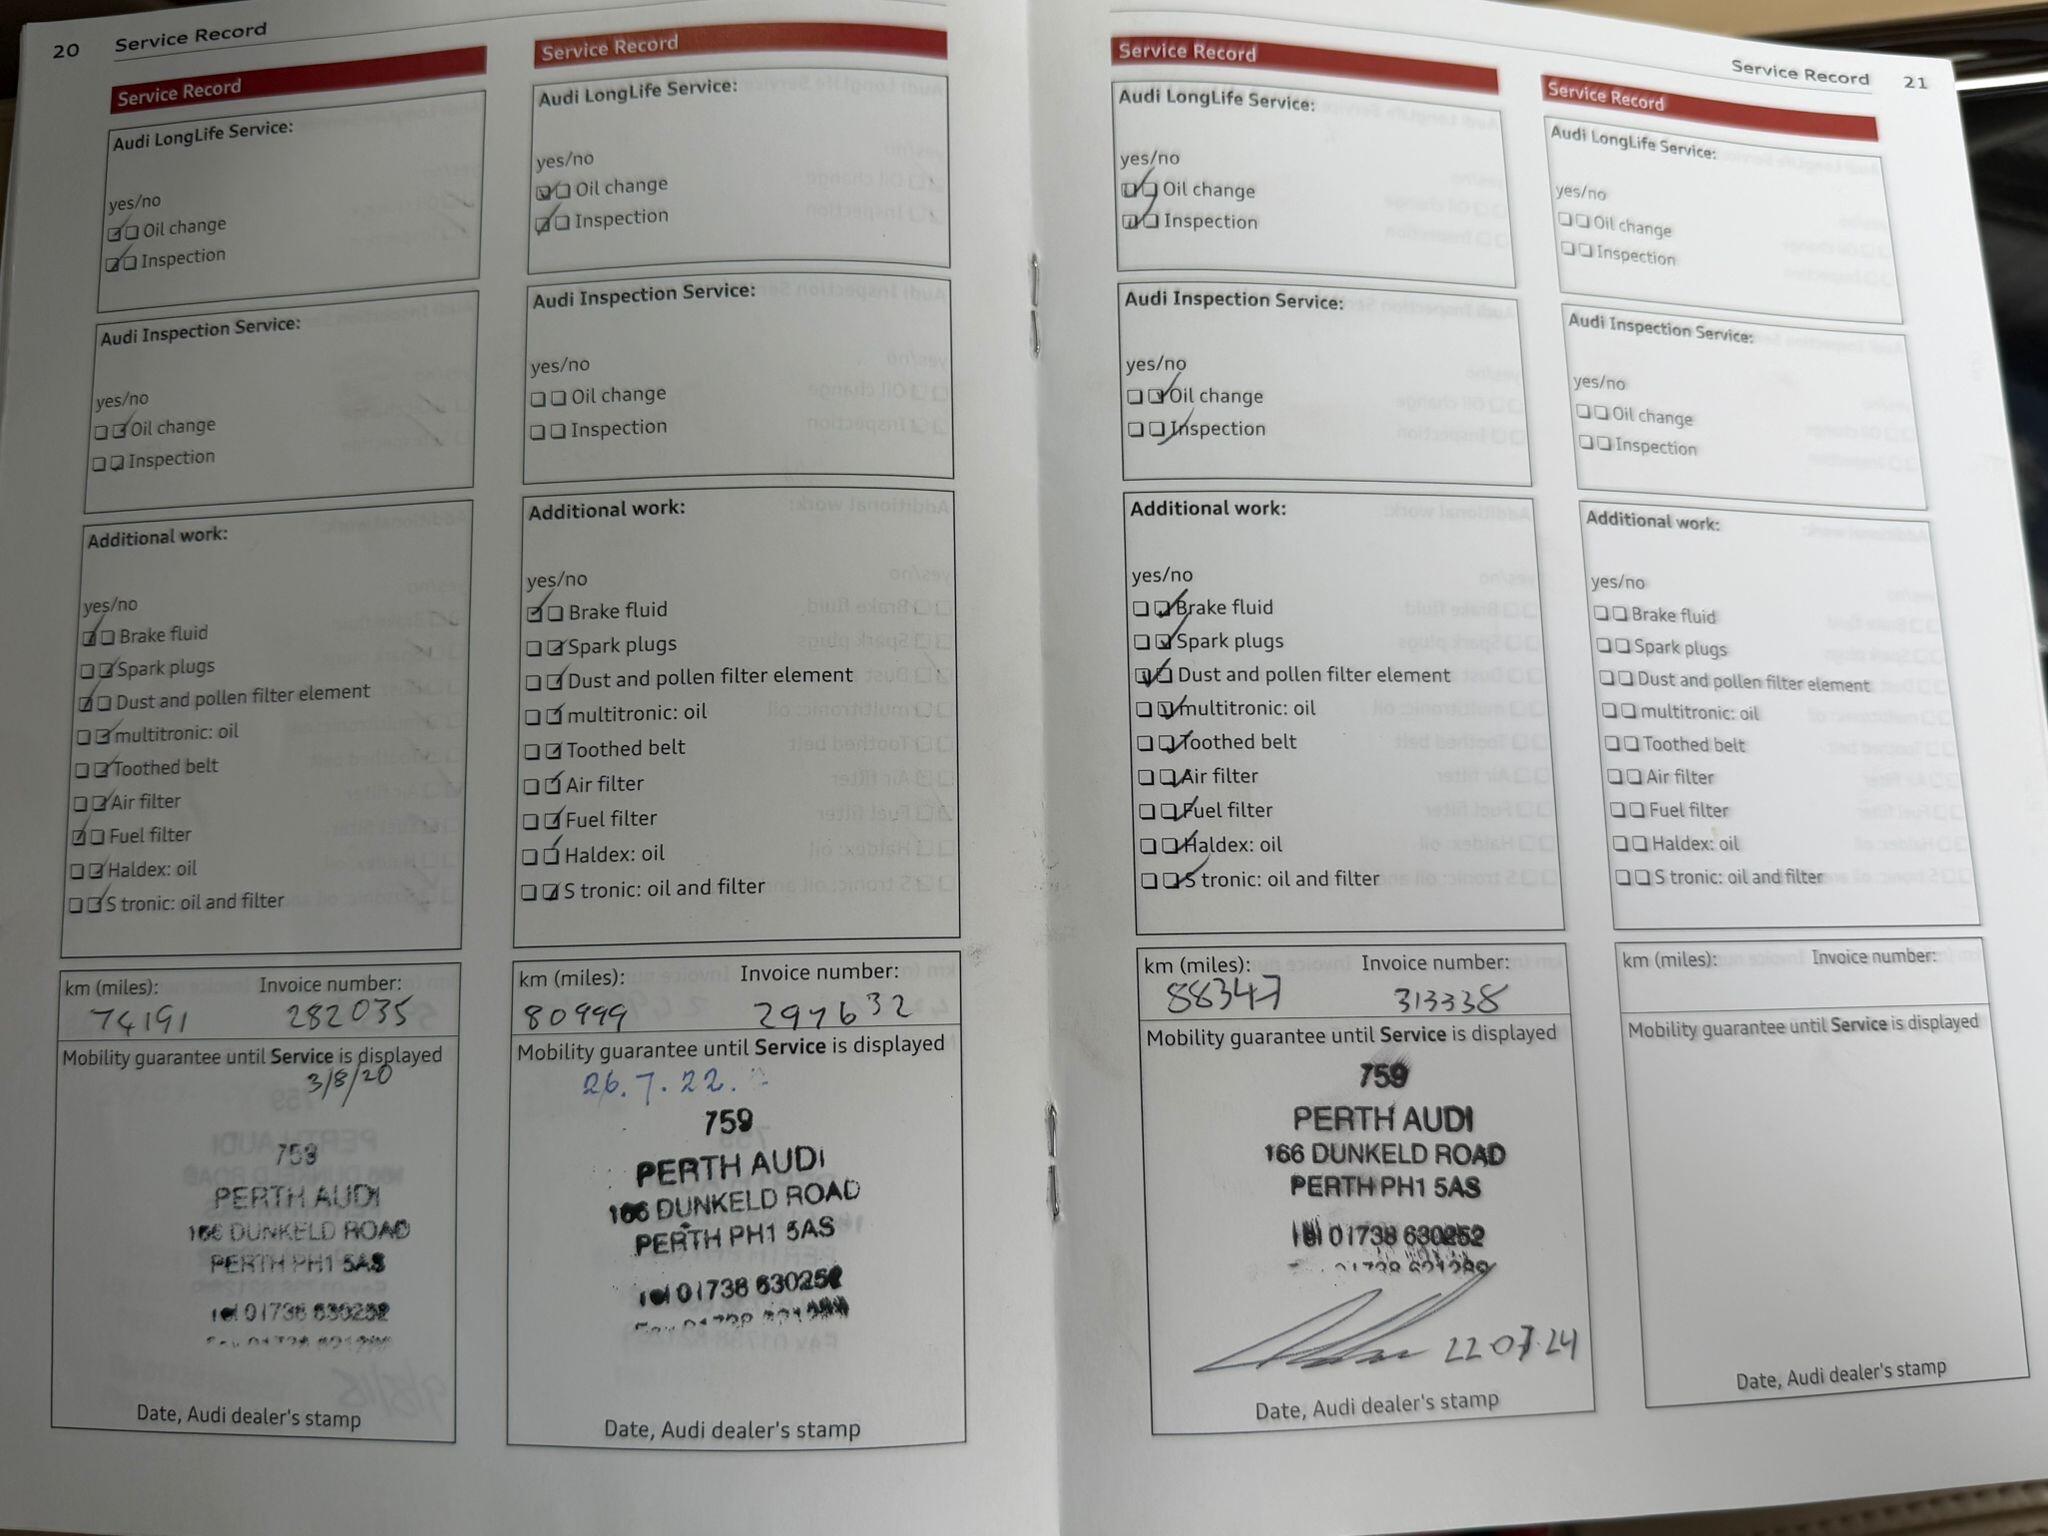 20 Service Record
Service Record
Audi LongLife Service:
yes/no
Oil change
Inspection
Audi Inspection Service:
yes/no
Oil change
Inspection
Additional work:
yes/no
Brake fluid
Spark plugs
Dust and pollen filter element
multitronic: oil
Toothed belt
Air filter
Fuel filter
Haldex: oil
S tronic: oil and filter
km (miles): Invoice number:
74191 282035
Mobility guarantee until Service is displayed
3/8/20
759
PERTH AUDI
166 DUNKELD ROAD
PERTH PH1 5AS
Tel 01738 630252
Date, Audi dealer's stamp
Service Record
Audi LongLife Service:
yes/no
Oil change
Inspection
Audi Inspection Service:
yes/no
Oil change
Inspection
Additional work:
yes/no
Brake fluid
Spark plugs
Dust and pollen filter element
multitronic: oil
Toothed belt
Air filter
Fuel filter
Haldex: oil
S tronic: oil and filter
km (miles): Invoice number:
80999 297632
Mobility guarantee until Service is displayed
26.7.22.
759
PERTH AUDI
166 DUNKELD ROAD
PERTH PH1 5AS
Tel 01738 630252
Date, Audi dealer's stamp
Service Record
Audi LongLife Service:
yes/no
Oil change
Inspection
Audi Inspection Service:
yes/no
Oil change
Inspection
Additional work:
yes/no
Brake fluid
Spark plugs
Dust and pollen filter element
multitronic: oil
Toothed belt
Air filter
Fuel filter
Haldex: oil
S tronic: oil and filter
km (miles): Invoice number:
88347 313338
Mobility guarantee until Service is displayed
759
PERTH AUDI
166 DUNKELD ROAD
PERTH PH1 5AS
Tel 01738 630252
22.07.24
Date, Audi dealer's stamp
Service Record 21
Service Record
Audi LongLife Service:
yes/no
Oil change
Inspection
Audi Inspection Service:
yes/no
Oil change
Inspection
Additional work:
yes/no
Brake fluid
Spark plugs
Dust and pollen filter element
multitronic: oil
Toothed belt
Air filter
Fuel filter
Haldex: oil
S tronic: oil and filter
km (miles): Invoice number:
Mobility guarantee until Service is displayed
Date, Audi dealer's stamp